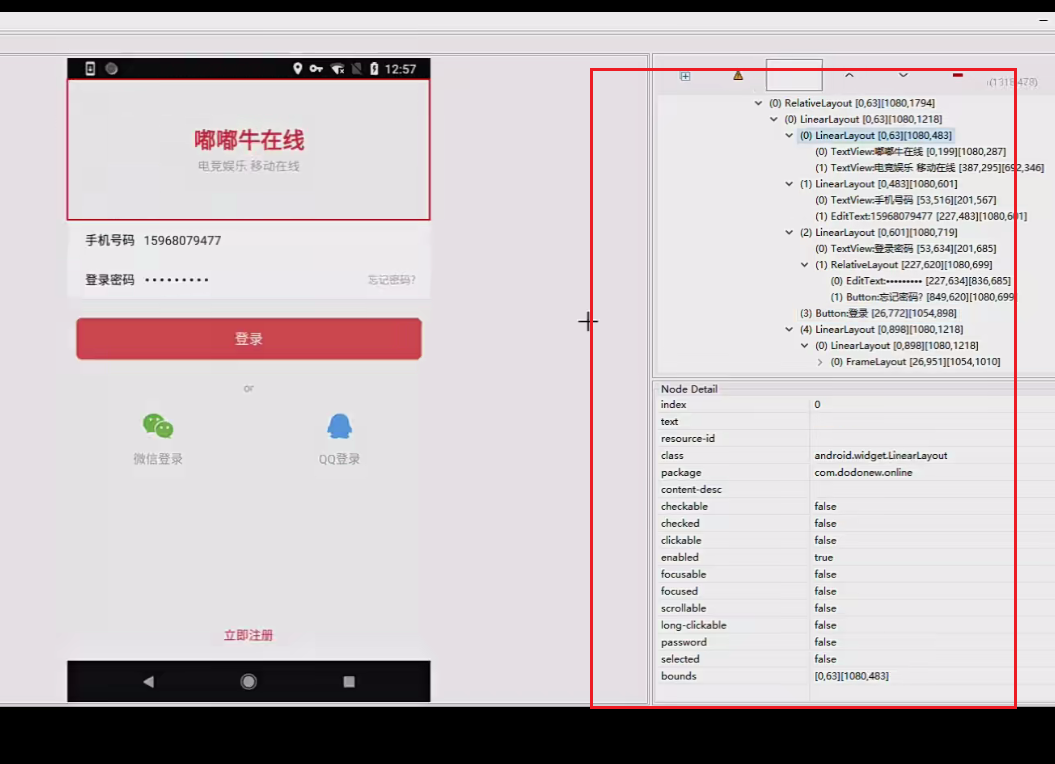 12:57
嘟嘟牛在线
电竞娱乐 移动在线
手机号码 15968079477
登录密码 •••••••••
忘记密码?
登录
or
微信登录
QQ登录
立即注册
(0) RelativeLayout [0,63][1080,1794]
(0) LinearLayout [0,63][1080,1218]
(0) LinearLayout [0,63][1080,483]
(0) TextView:嘟嘟牛在线 [0,199][1080,287]
(1) TextView:电竞娱乐 移动在线 [387,295][692,346]
(1) LinearLayout [0,483][1080,601]
(0) TextView:手机号码 [53,516][201,567]
(1) EditText:15968079477 [227,483][1080,601]
(2) LinearLayout [0,601][1080,719]
(0) TextView:登录密码 [53,634][201,685]
(1) RelativeLayout [227,620][1080,699]
(0) EditText:••••••••• [227,634][836,685]
(1) Button:忘记密码? [849,620][1080,699]
(3) Button:登录 [26,772][1054,898]
(4) LinearLayout [0,898][1080,1218]
(0) LinearLayout [0,898][1080,1218]
(0) FrameLayout [26,951][1054,1010]
Node Detail
index 0
text
resource-id
class android.widget.LinearLayout
package com.dodonew.online
content-desc
checkable false
checked false
clickable false
enabled true
focusable false
focused false
scrollable false
long-clickable false
password false
selected false
bounds [0,63][1080,483]